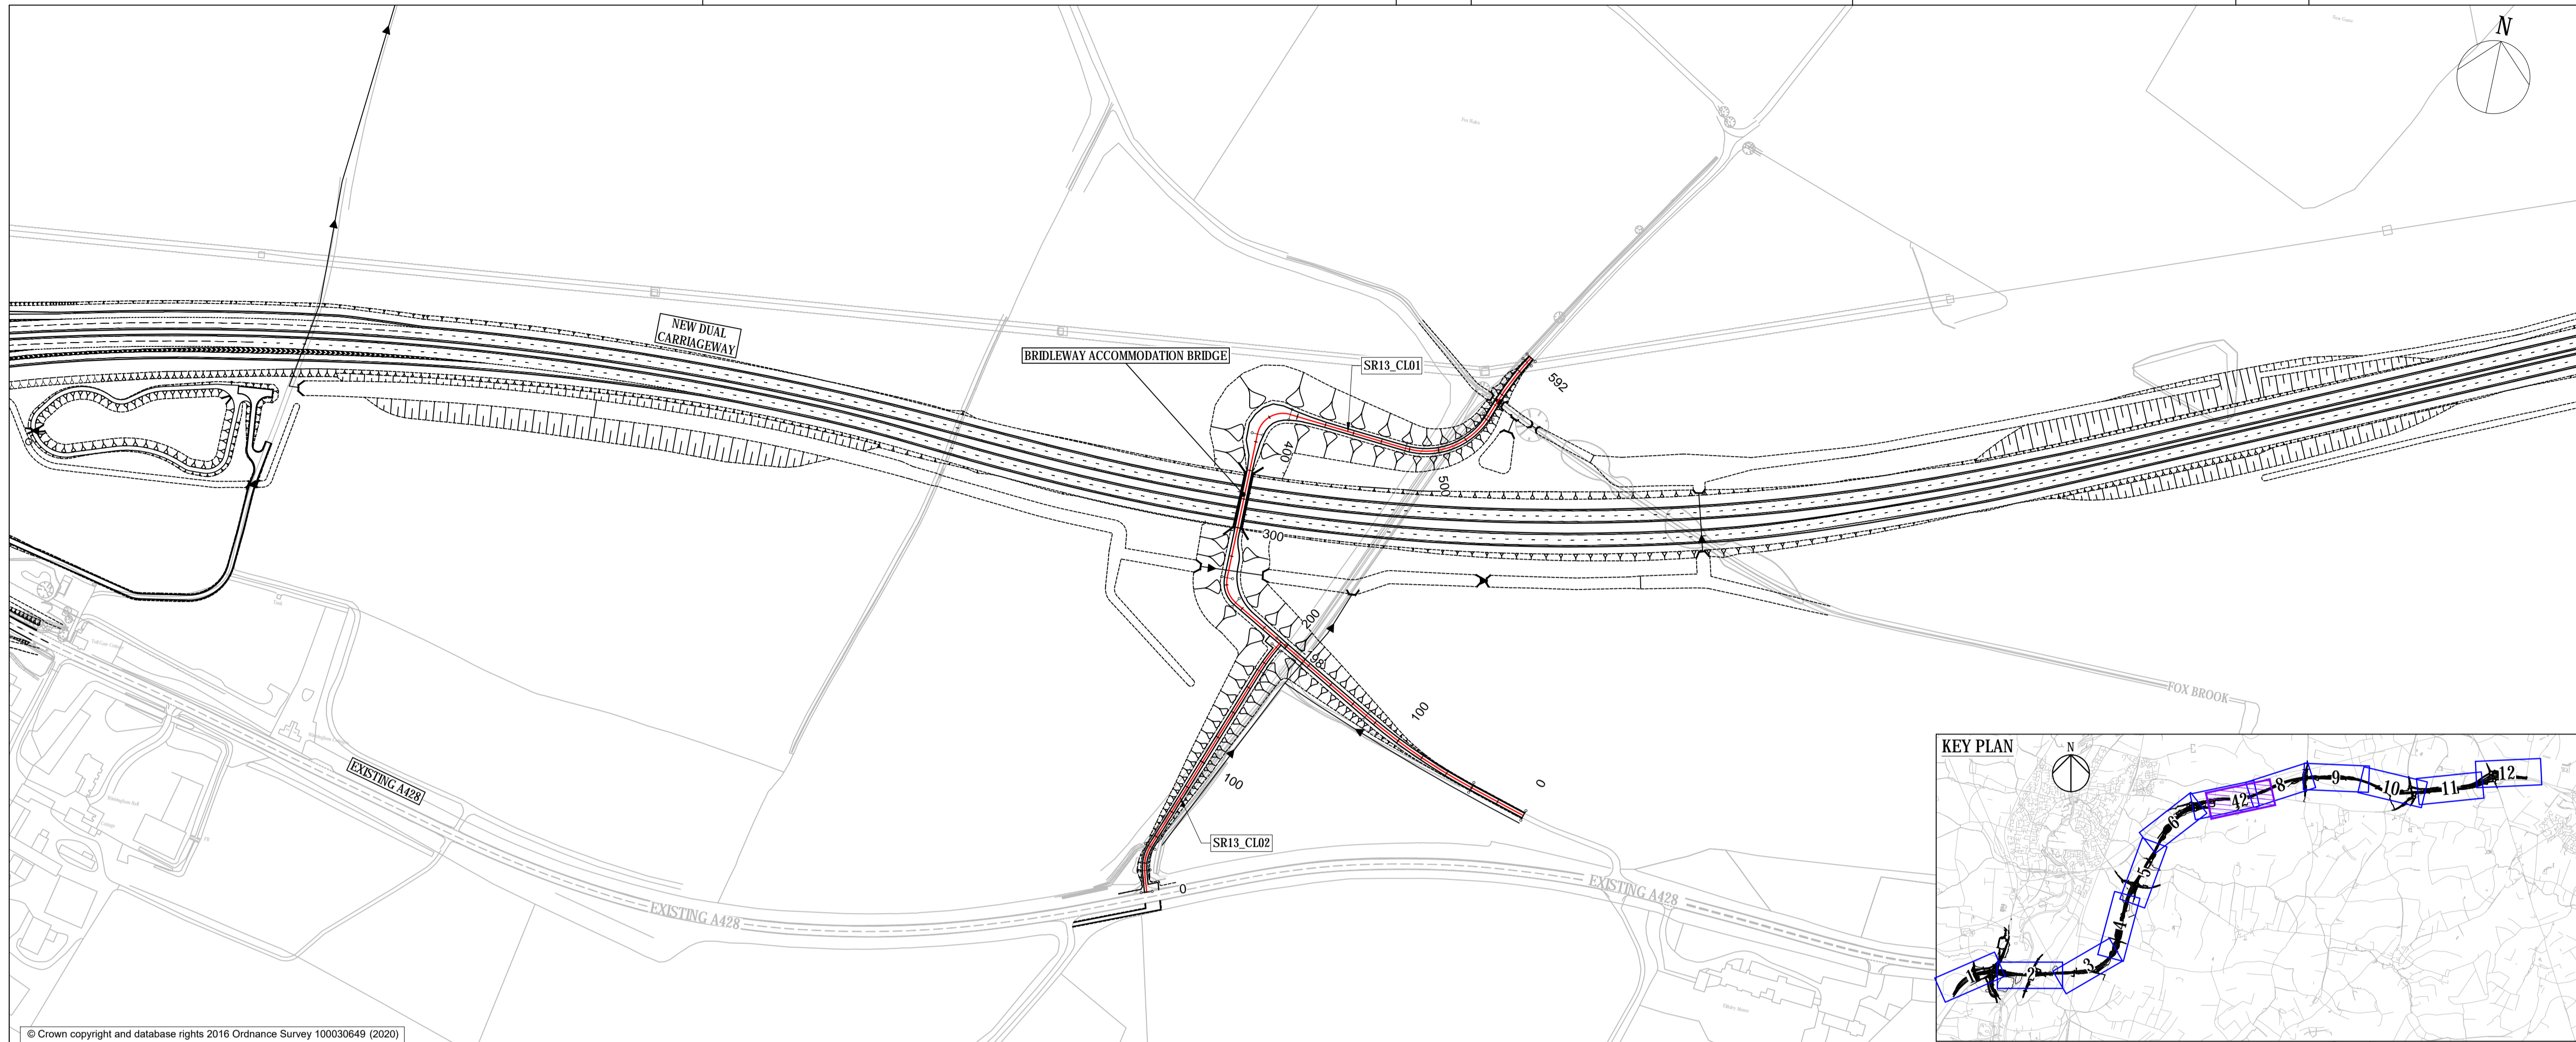 N
Fox Holes
NEW DUAL
CARRIAGEWAY
BRIDLEWAY ACCOMMODATION BRIDGE
SR13_CL01
592
400
500
300
200
198
100
0
100
SR13_CL02
0
FOX BROOK
EXISTING A428
EXISTING A428
EXISTING A428
KEY PLAN
N
1
2
3
4
5
6
42
8
9
10
11
12
© Crown copyright and database rights 2016 Ordnance Survey 100030649 (2020)